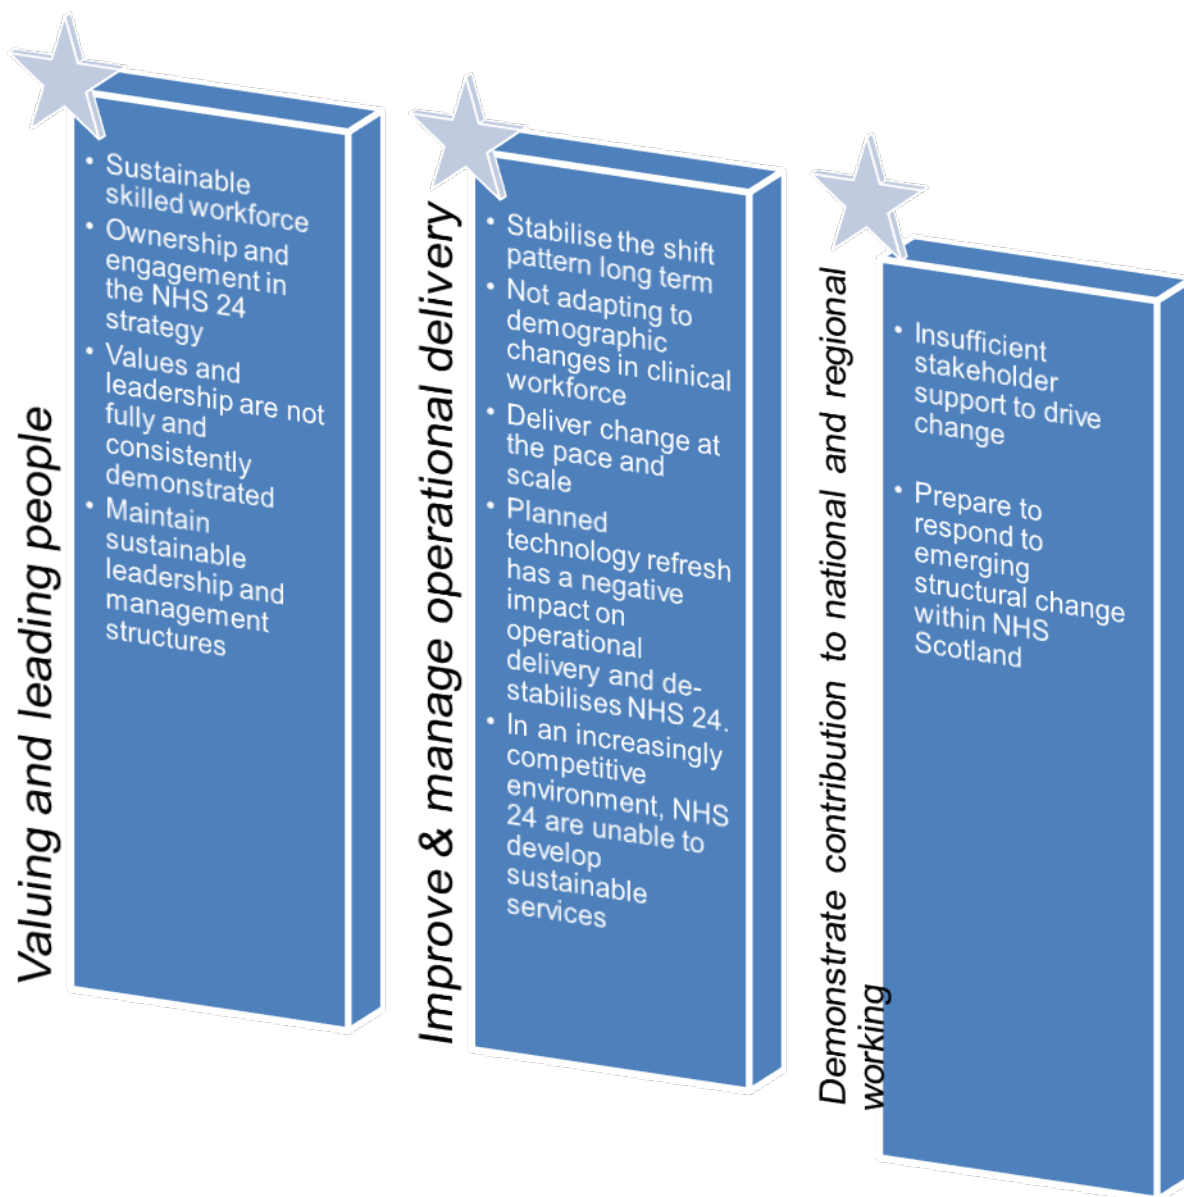 Valuing and leading people
• Sustainable
skilled workforce
• Ownership and
engagement in
the NHS 24
strategy
• Values and
leadership are not
fully and
consistently
demonstrated
• Maintain
sustainable
leadership and
management
structures
Improve & manage operational delivery
• Stabilise the shift
pattern long term
• Not adapting to
demographic
changes in clinical
workforce
• Deliver change at
the pace and
scale
• Planned
technology refresh
has a negative
impact on
operational
delivery and de-
stabilises NHS 24.
• In an increasingly
competitive
environment, NHS
24 are unable to
develop
sustainable
services
Demonstrate contribution to national and regional
working
• Insufficient
stakeholder
support to drive
change
• Prepare to
respond to
emerging
structural change
within NHS
Scotland